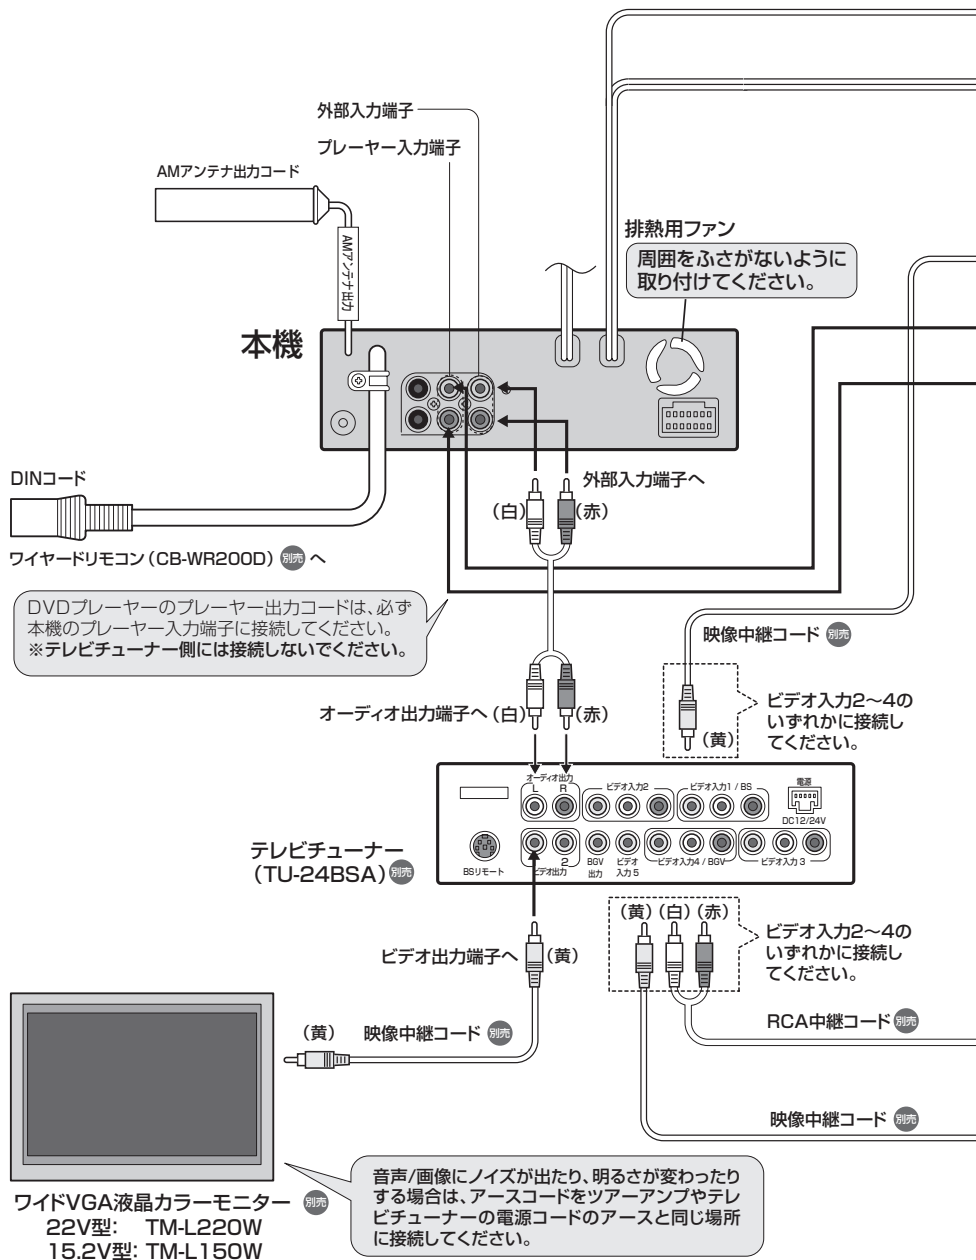 外部入力端子
プレーヤー入力端子
AMアンテナ出力コード
AMアンテナ出力
排熱用ファン
周囲をふさがないように
取り付けてください。
本機
DINコード
外部入力端子へ
(白)
(赤)
ワイヤードリモコン(CB-WR200D) 別売 へ
DVDプレーヤーのプレーヤー出力コードは、必ず
本機のプレーヤー入力端子に接続してください。
※テレビチューナー側には接続しないでください。
映像中継コード 別売
オーディオ出力端子へ (白)
(赤)
(黄)
ビデオ入力2〜4の
いずれかに接続し
てください。
オーディオ出力
L R
ビデオ入力2
ビデオ入力1 / BS
電源
DC12/24V
テレビチューナー
(TU-24BSA) 別売
BSリモート
2
ビデオ出力
BGV
出力
ビデオ
入力5
ビデオ入力4 / BGV
ビデオ入力3
(黄) (白) (赤)
ビデオ入力2〜4の
いずれかに接続し
てください。
ビデオ出力端子へ (黄)
RCA中継コード 別売
(黄) 映像中継コード 別売
映像中継コード 別売
音声/画像にノイズが出たり、明るさが変わったり
する場合は、アースコードをツアーアンプやテレ
ビチューナーの電源コードのアースと同じ場所
に接続してください。
ワイドVGA液晶カラーモニター 別売
22V型: TM-L220W
15.2V型: TM-L150W